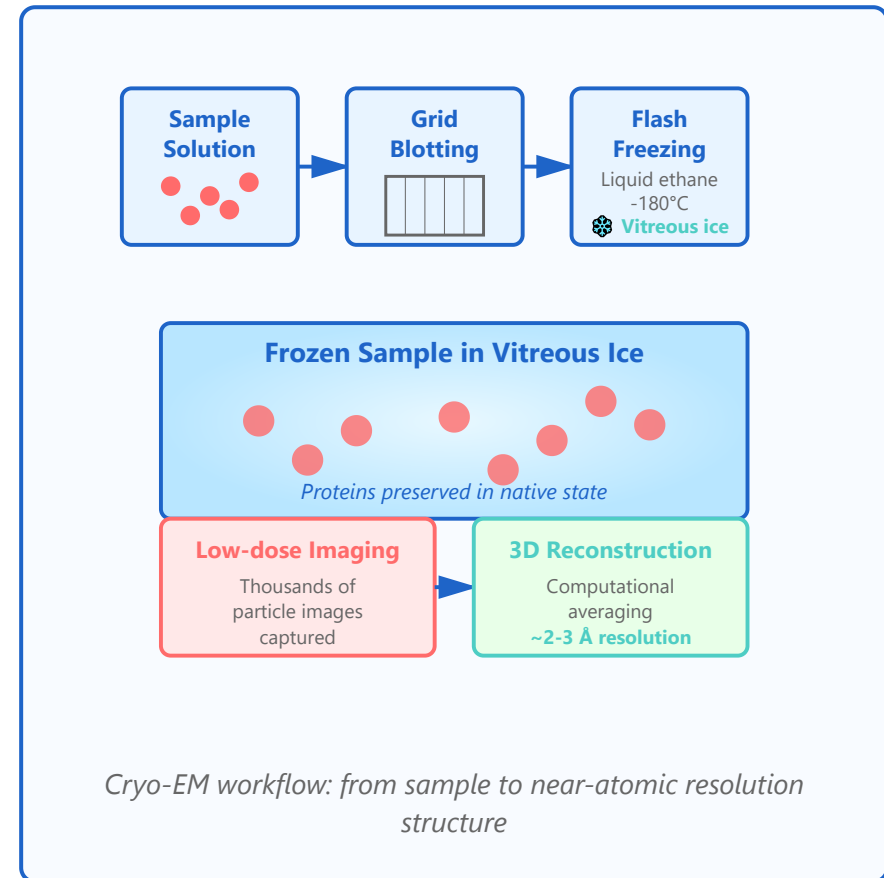 Sample
Solution
Grid
Blotting
Flash
Freezing
Liquid ethane
-180°C
Vitreous ice
Frozen Sample in Vitreous Ice
Proteins preserved in native state
Low-dose Imaging
Thousands of
particle images
captured
3D Reconstruction
Computational
averaging
~2-3 Å resolution
Cryo-EM workflow: from sample to near-atomic resolution
structure